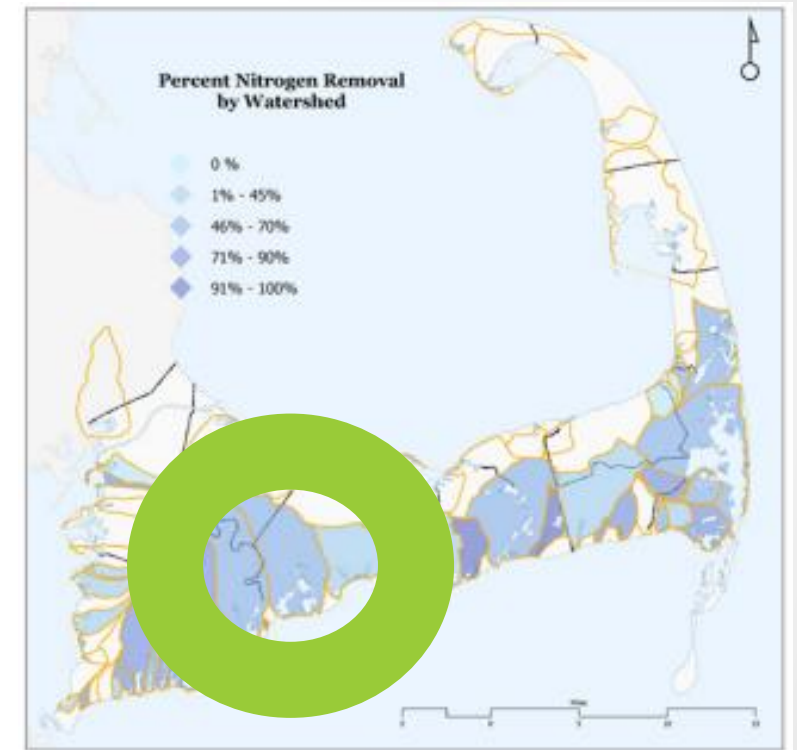 Percent Nitrogen Removal
by Watershed
0 %
1% - 45%
46% - 70%
71% - 90%
91% - 100%